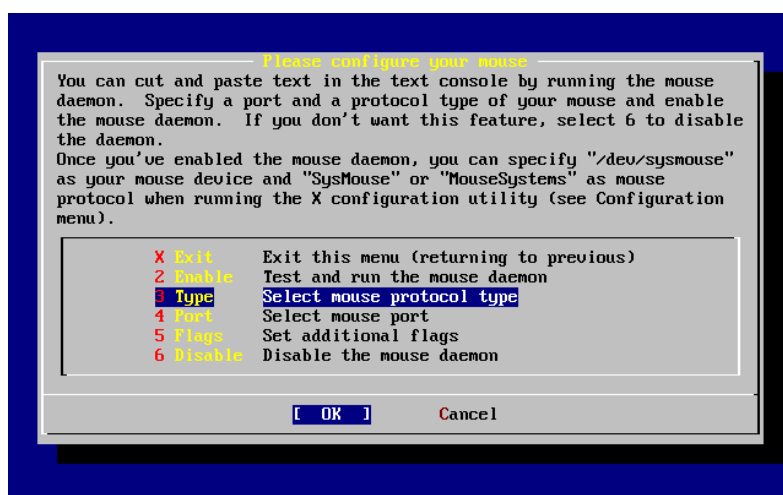 Please configure your mouse
You can cut and paste text in the text console by running the mouse
daemon.  Specify a port and a protocol type of your mouse and enable
the mouse daemon.  If you don't want this feature, select 6 to disable
the daemon.
Once you've enabled the mouse daemon, you can specify "/dev/sysmouse"
as your mouse device and "SysMouse" or "MouseSystems" as mouse
protocol when running the X configuration utility (see Configuration
menu).
X Exit    Exit this menu (returning to previous)
2 Enable  Test and run the mouse daemon
3 Type    Select mouse protocol type
4 Port    Select mouse port
5 Flags   Set additional flags
6 Disable Disable the mouse daemon
[  OK  ]       Cancel